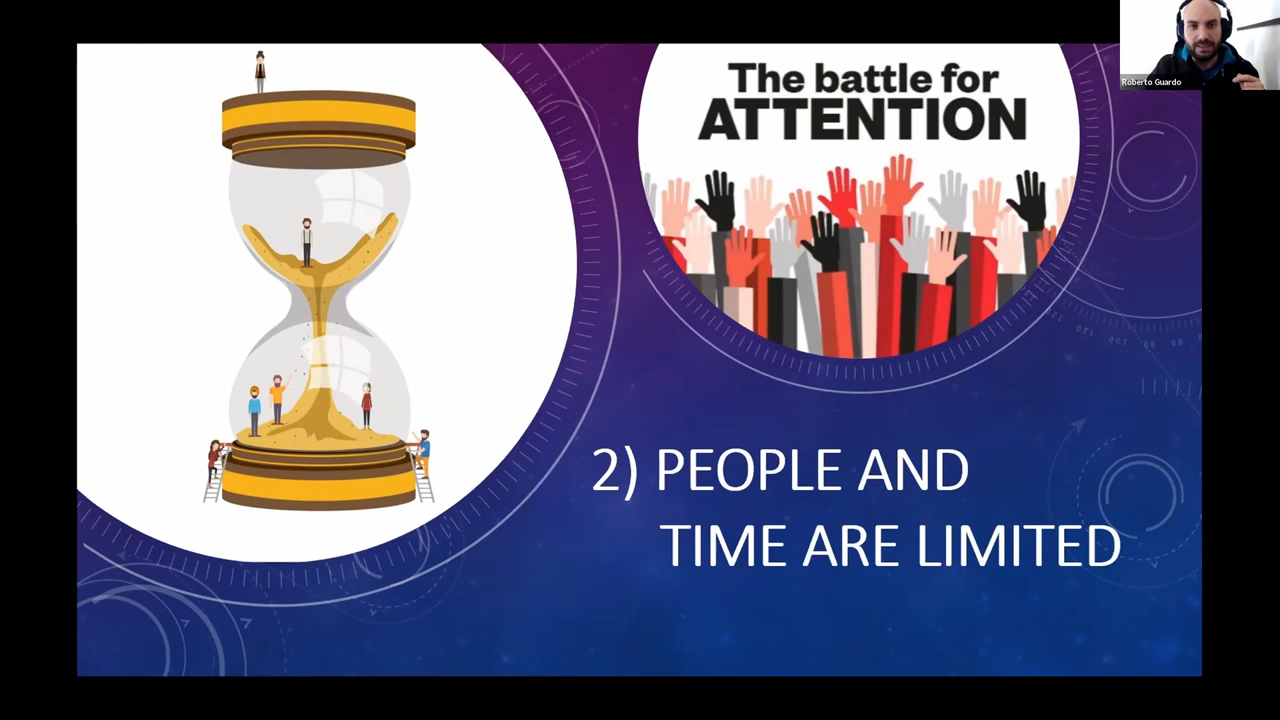 The battle for
ATTENTION
2) PEOPLE AND
TIME ARE LIMITED
Roberto Guardo